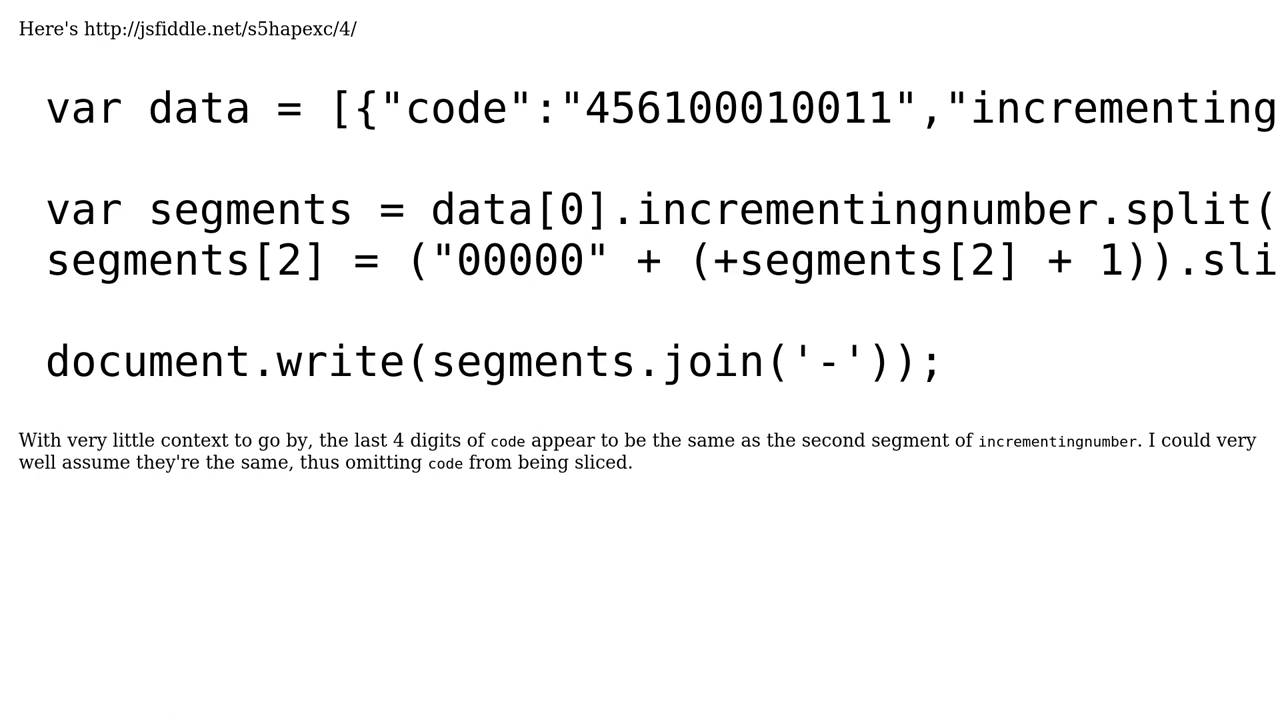 Here's http://jsfiddle.net/s5hapexc/4/
var data = [{"code":"456100010011","incrementing
var segments = data[0].incrementingnumber.split(
segments[2] = ("00000" + (+segments[2] + 1)).sli
document.write(segments.join('-'));
With very little context to go by, the last 4 digits of code appear to be the same as the second segment of incrementingnumber. I could very
well assume they're the same, thus omitting code from being sliced.